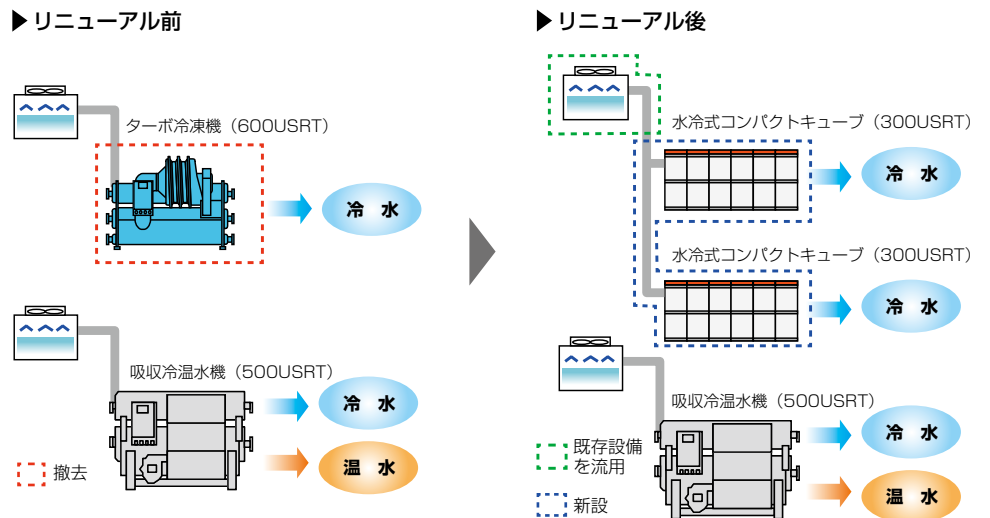 ▶リニューアル前
ターボ冷凍機（600USRT）
冷 水
吸収冷温水機（500USRT）
冷 水
温 水
撤去
▶リニューアル後
水冷式コンパクトキューブ（300USRT）
冷 水
水冷式コンパクトキューブ（300USRT）
冷 水
吸収冷温水機（500USRT）
冷 水
温 水
既存設備
を流用
新設